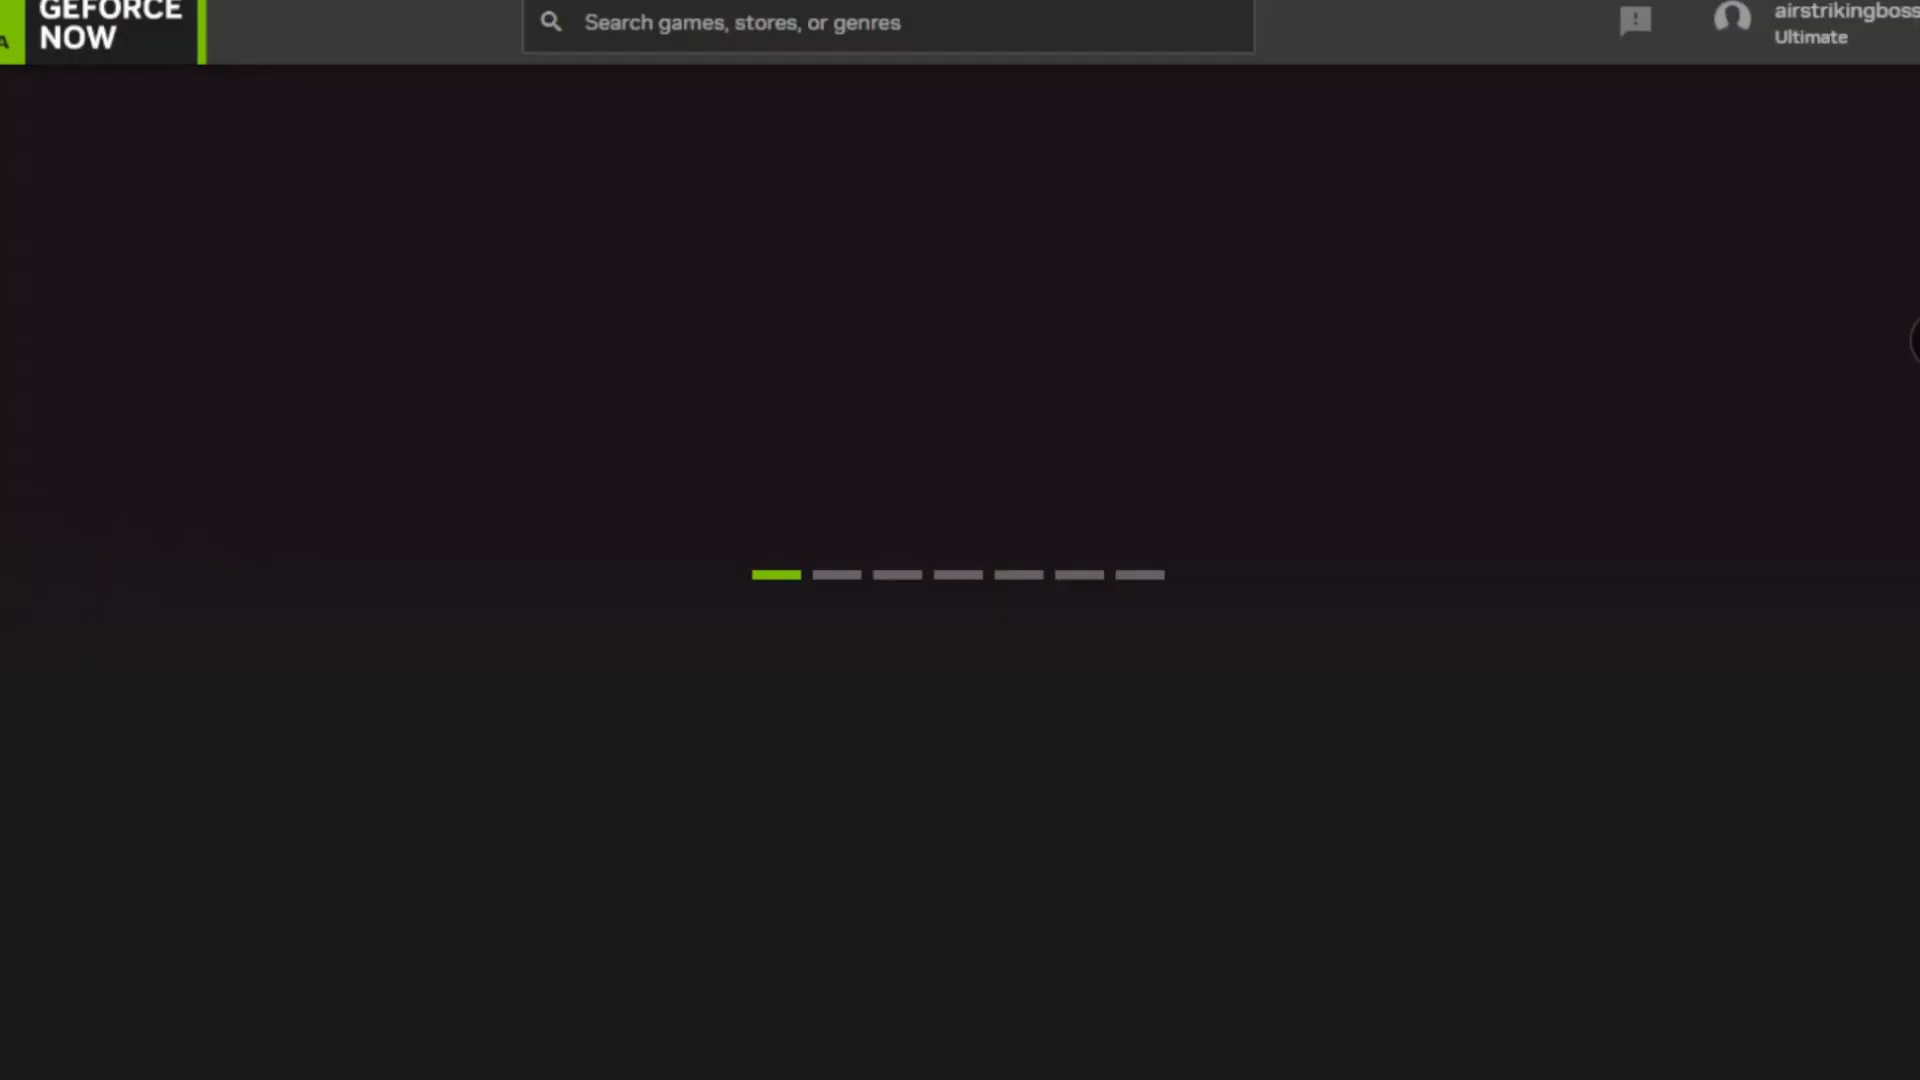 GEFORCE
NOW
Search games, stores, or genres
airstrikingboss
Ultimate